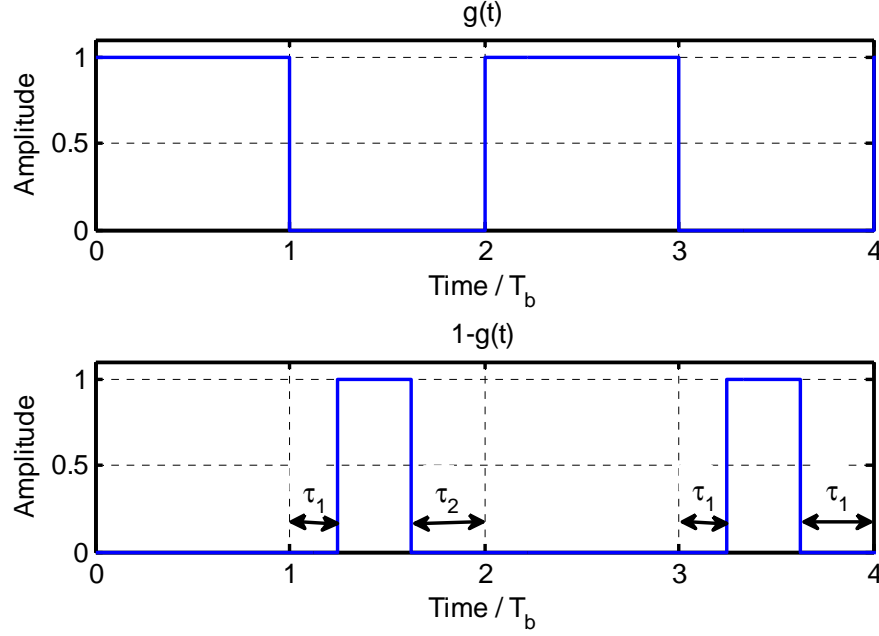 g(t)
1
0.5
0
Amplitude
0 1 2 3 4
Time / T_b
1-g(t)
1
0.5
0
Amplitude
τ_1 τ_2 τ_1 τ_1
0 1 2 3 4
Time / T_b